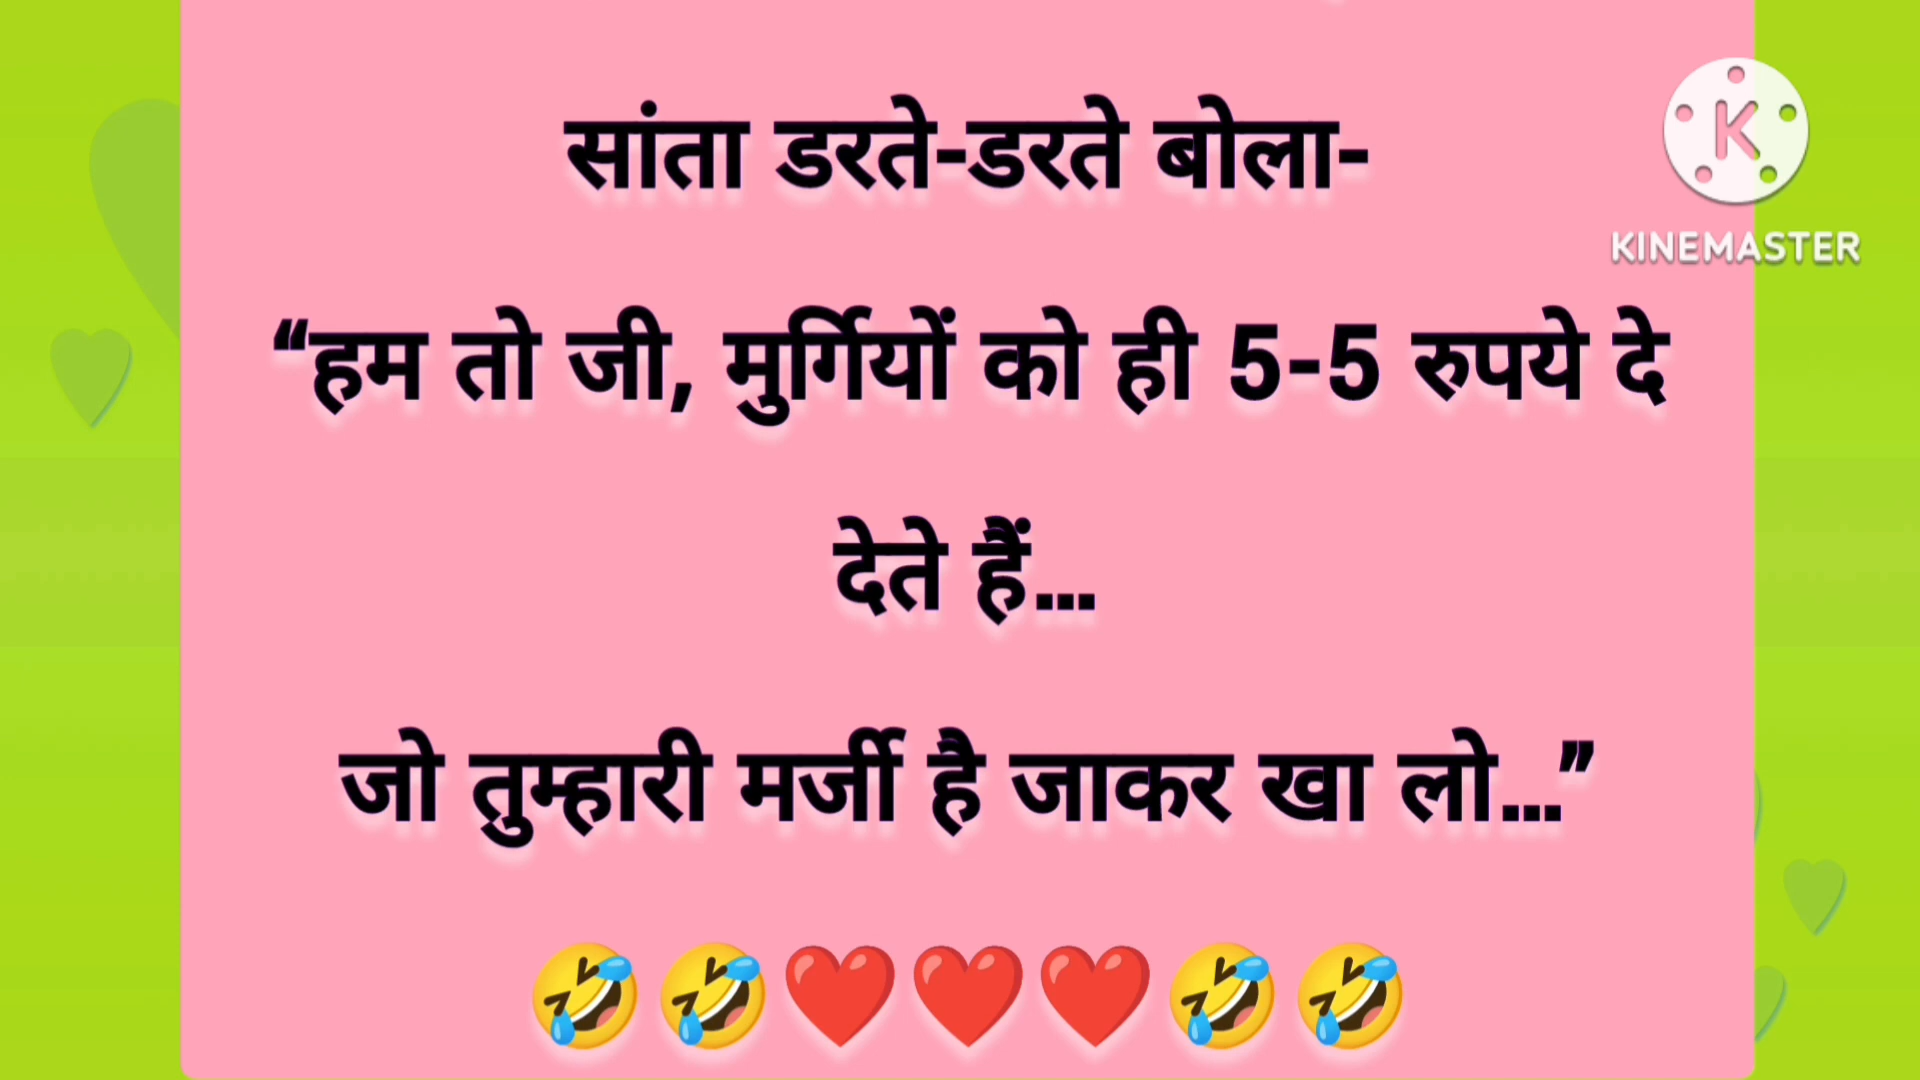 सांता डरते-डरते बोला-
KINEMASTER
“हम तो जी, मुर्गियों को ही 5-5 रुपये दे
देते हैं...
जो तुम्हारी मर्जी है जाकर खा लो...”